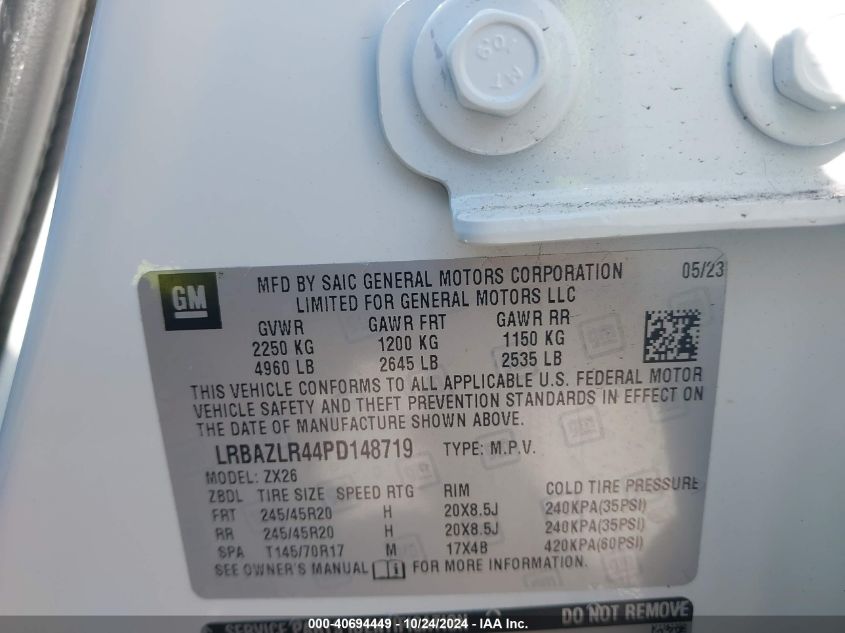 GM
MFD BY SAIC GENERAL MOTORS CORPORATION 05/23
LIMITED FOR GENERAL MOTORS LLC
GVWR GAWR FRT GAWR RR
2250 KG 1200 KG 1150 KG
4960 LB 2645 LB 2535 LB
THIS VEHICLE CONFORMS TO ALL APPLICABLE U.S. FEDERAL MOTOR
VEHICLE SAFETY AND THEFT PREVENTION STANDARDS IN EFFECT ON
THE DATE OF MANUFACTURE SHOWN ABOVE.
LRBAZLR44PD148719 TYPE: M.P.V.
MODEL: ZX26
ZBDL TIRE SIZE SPEED RTG RIM COLD TIRE PRESSURE
FRT 245/45R20 H 20X8.5J 240KPA(35PSI)
RR 245/45R20 H 20X8.5J 240KPA(35PSI)
SPA T145/70R17 M 17X4B 420KPA(60PSI)
SEE OWNER'S MANUAL FOR MORE INFORMATION.
SERVICE PARTS IDENTIFICATION DO NOT REMOVE
000-40694449 - 10/24/2024 - IAA Inc.